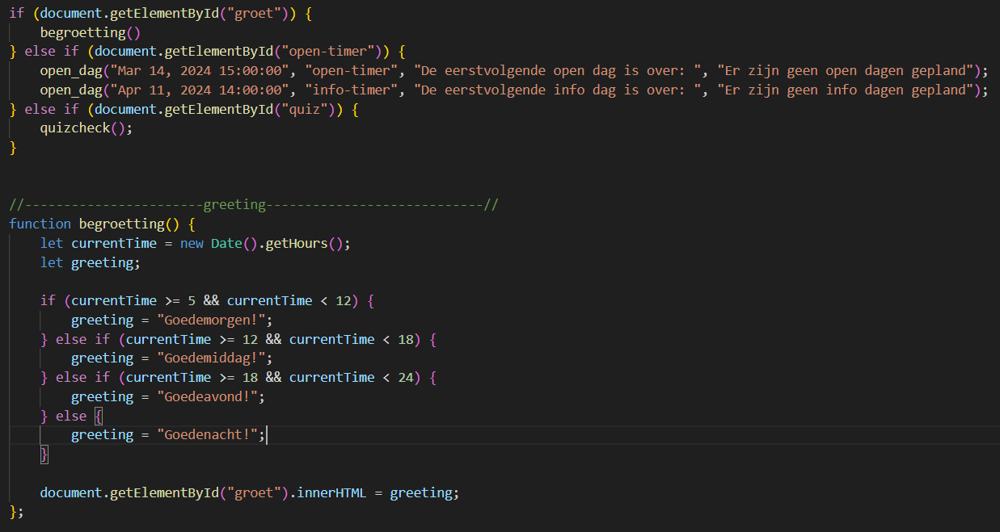 if (document.getElementById("groet")) {
    begroetting()
} else if (document.getElementById("open-timer")) {
    open_dag("Mar 14, 2024 15:00:00", "open-timer", "De eerstvolgende open dag is over: ", "Er zijn geen open dagen gepland");
    open_dag("Apr 11, 2024 14:00:00", "info-timer", "De eerstvolgende info dag is over: ", "Er zijn geen info dagen gepland");
} else if (document.getElementById("quiz")) {
    quizcheck();
}

//-----------------------greeting----------------------------//
function begroetting() {
    let currentTime = new Date().getHours();
    let greeting;

    if (currentTime >= 5 && currentTime < 12) {
        greeting = "Goedemorgen!";
    } else if (currentTime >= 12 && currentTime < 18) {
        greeting = "Goedemiddag!";
    } else if (currentTime >= 18 && currentTime < 24) {
        greeting = "Goedeavond!";
    } else {
        greeting = "Goedenacht!";
    }

    document.getElementById("groet").innerHTML = greeting;
};